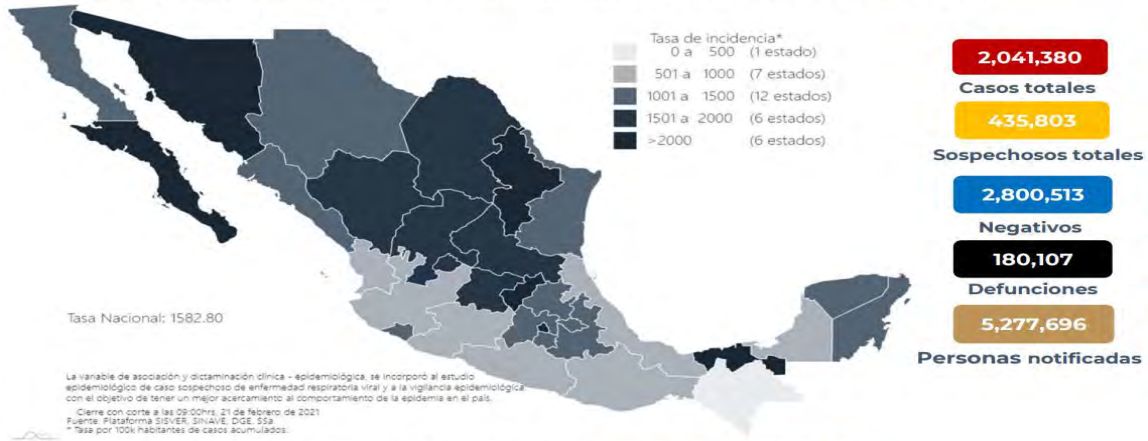 Tasa de incidencia*
0 a 500 (1 estado)
501 a 1000 (7 estados)
1001 a 1500 (12 estados)
1501 a 2000 (6 estados)
>2000 (6 estados)
2,041,380
Casos totales
435,803
Sospechosos totales
2,800,513
Negativos
180,107
Defunciones
5,277,696
Personas notificadas
Tasa Nacional: 1582.80
La variable de asociación y dictaminación clínica - epidemiológica, se incorporó al estudio
epidemiológico de caso sospechoso de enfermedad respiratoria viral y a la vigilancia epidemiológica
con el objetivo de tener un mejor acercamiento al comportamiento de la epidemia en el país.
Cierre con corte a las 09:00hrs, 21 de febrero de 2021
Fuente: Plataforma SISVER, SINAVE, DGE, SSa.
* Tasa por 100k habitantes de casos acumulados.